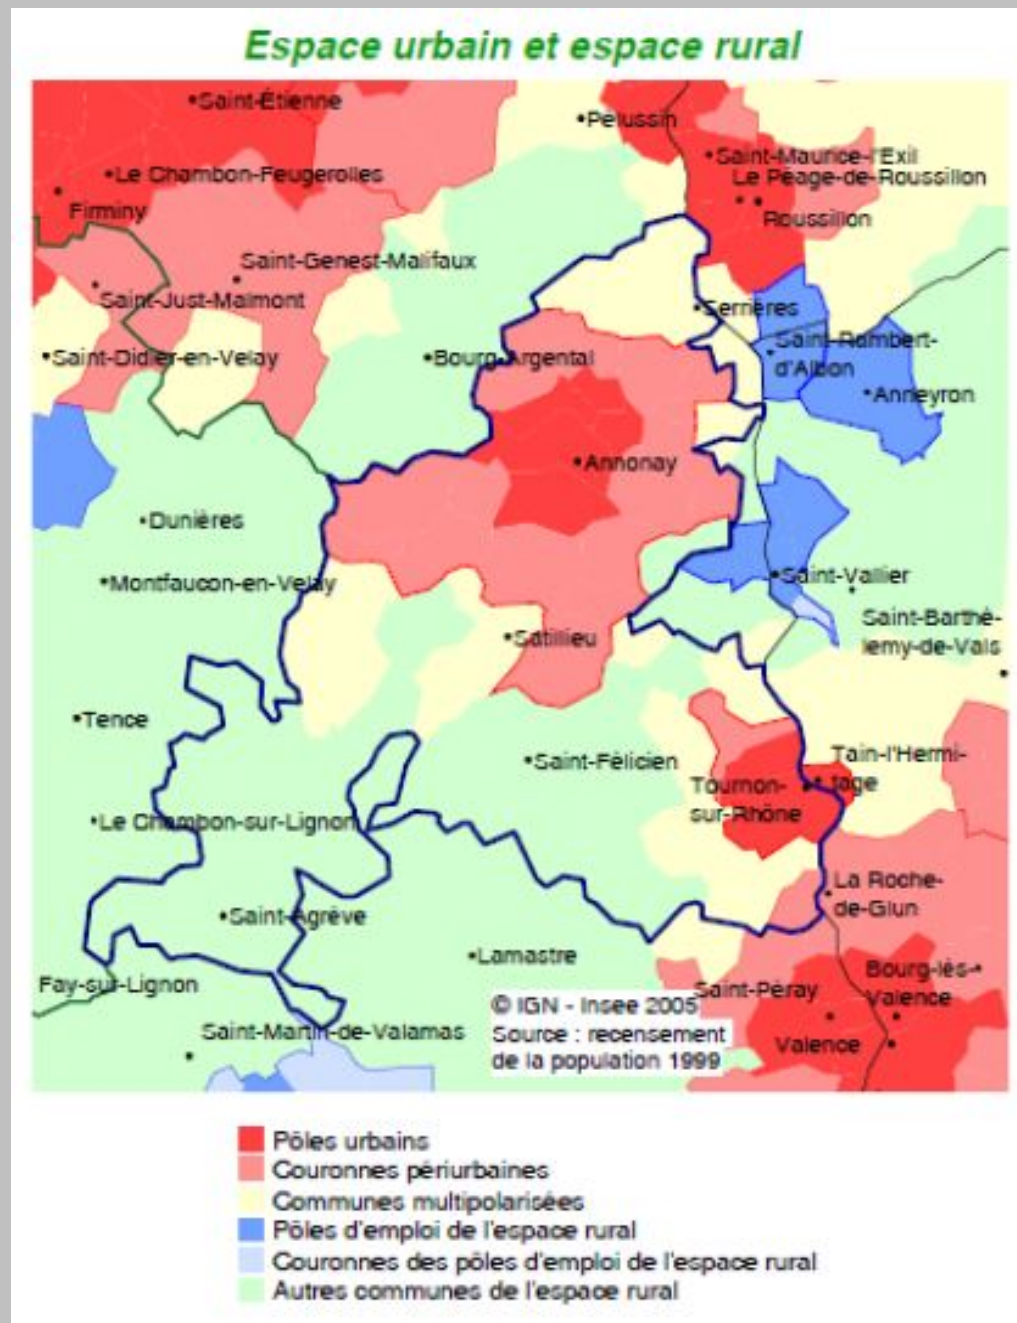 Espace urbain et espace rural
Saint-Étienne
Pelussin
Saint-Maurice-l'Exil
Le Chambon-Feugerolles
Le Péage-de-Roussillon
Firminy
Roussillon
Saint-Genest-Malifaux
Saint-Just-Malmont
Serrières
Saint-Didier-en-Velay
Bourg-Argental
Saint-Rambert-
d'Albon
Anneyron
Annonay
Dunières
Montfaucon-en-Velay
Saint-Vallier
Saint-Barthé-
lemy-de-Vals
Satillieu
Tence
Saint-Félicien
Tain-l'Hermi-
tage
Tournon-
sur-Rhône
Le Chambon-sur-Lignon
La Roche-
de-Glun
Saint-Agrève
Lamastre
Fay-sur-Lignon
Saint-Péray
Bourg-lès-
Valence
© IGN - Insee 2005
Source : recensement
de la population 1999
Saint-Martin-de-Valamas
Valence
Pôles urbains
Couronnes périurbaines
Communes multipolarisées
Pôles d'emploi de l'espace rural
Couronnes des pôles d'emploi de l'espace rural
Autres communes de l'espace rural